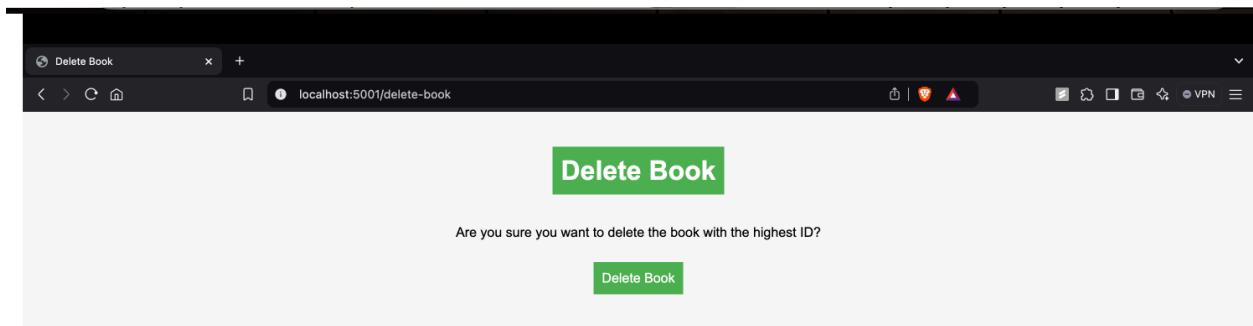 Delete Book
localhost:5001/delete-book
VPN
Delete Book
Are you sure you want to delete the book with the highest ID?
Delete Book